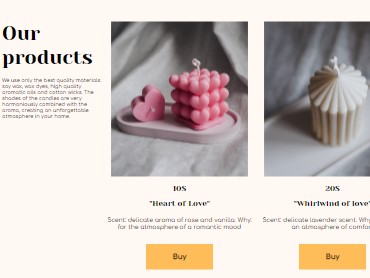 Our
products
We use only the best quality materials:
soy wax, wax dyes, high quality
aromatic oils and cotton wicks. The
shades of the candles are very
harmoniously combined with the
aroma, creating an unforgettable
atmosphere in your home.
10$
"Heart of Love"
Scent: delicate aroma of rose and vanilla. Why:
for the atmosphere of a romantic mood
Buy
20$
"Whirlwind of love"
Scent: delicate lavender scent. Why
an atmosphere of comfo
Buy